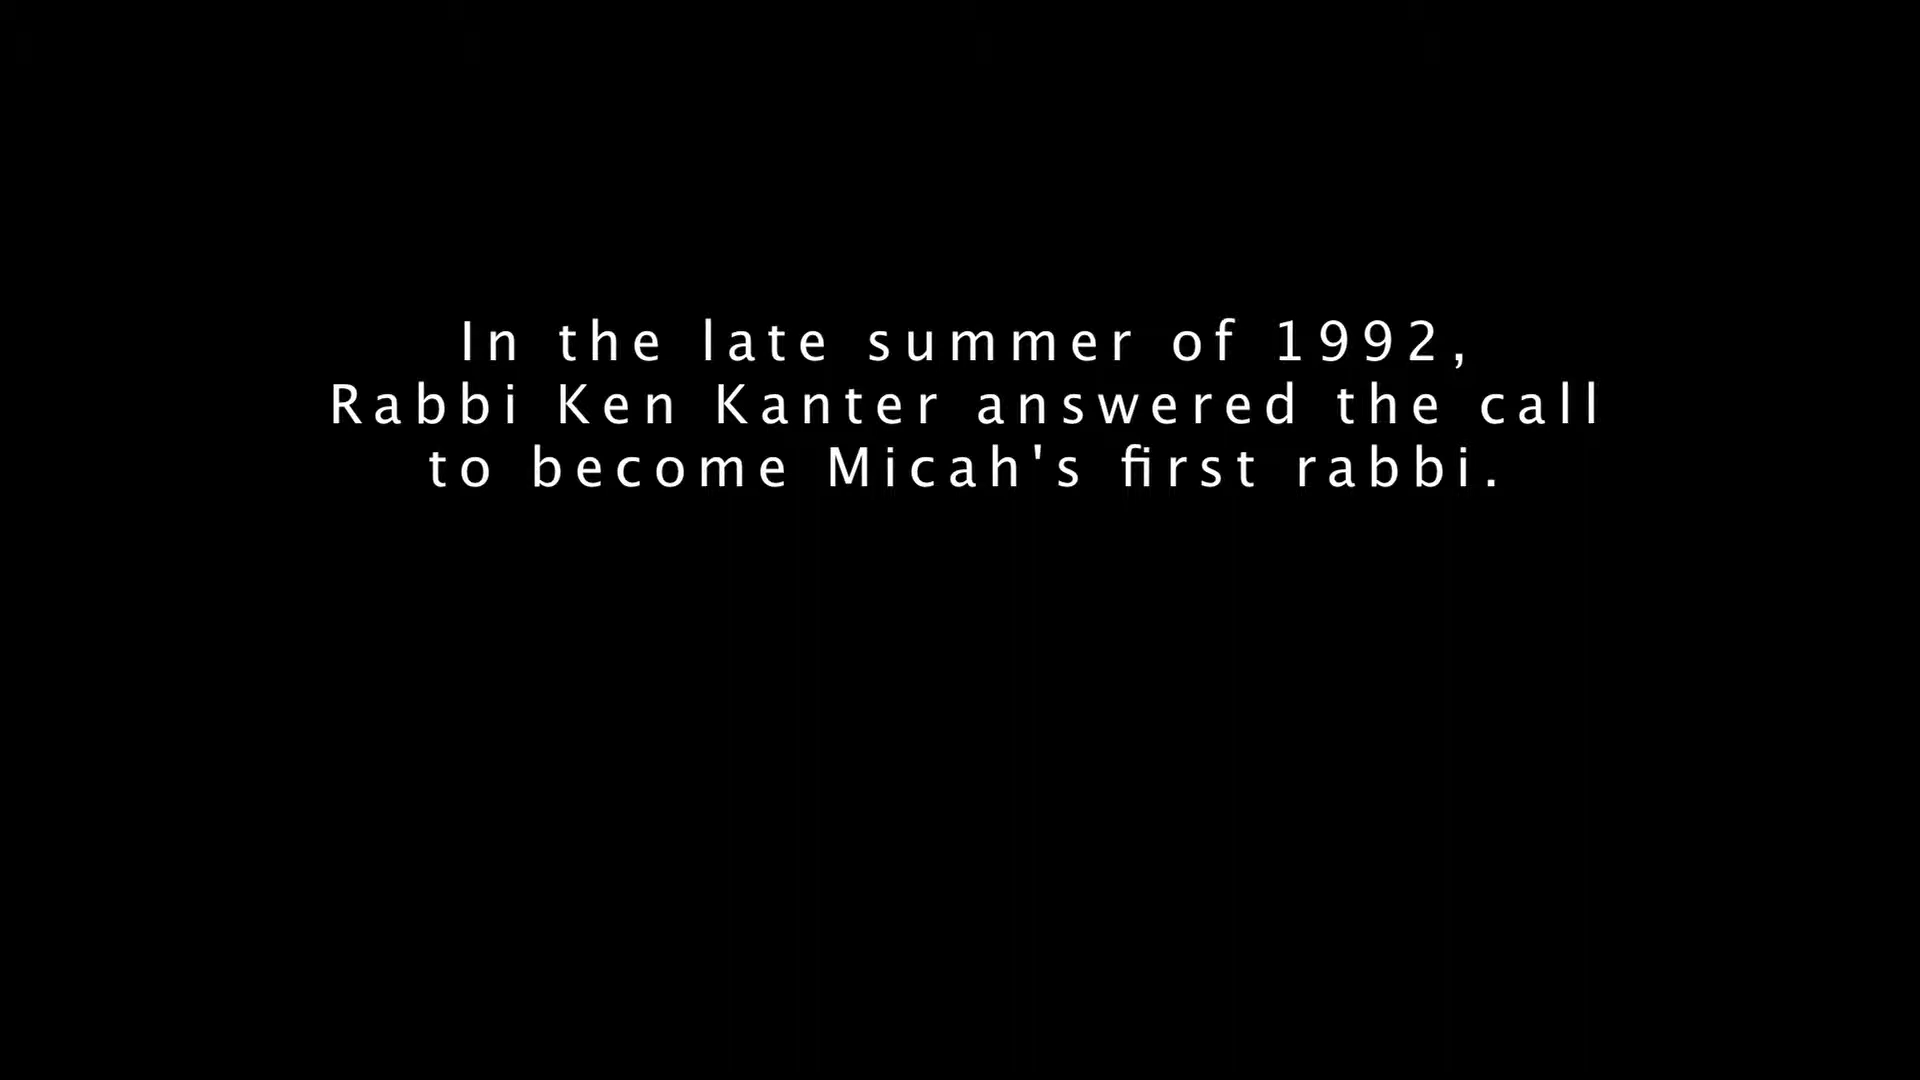 In the late summer of 1992,
Rabbi Ken Kanter answered the call
to become Micah's first rabbi.